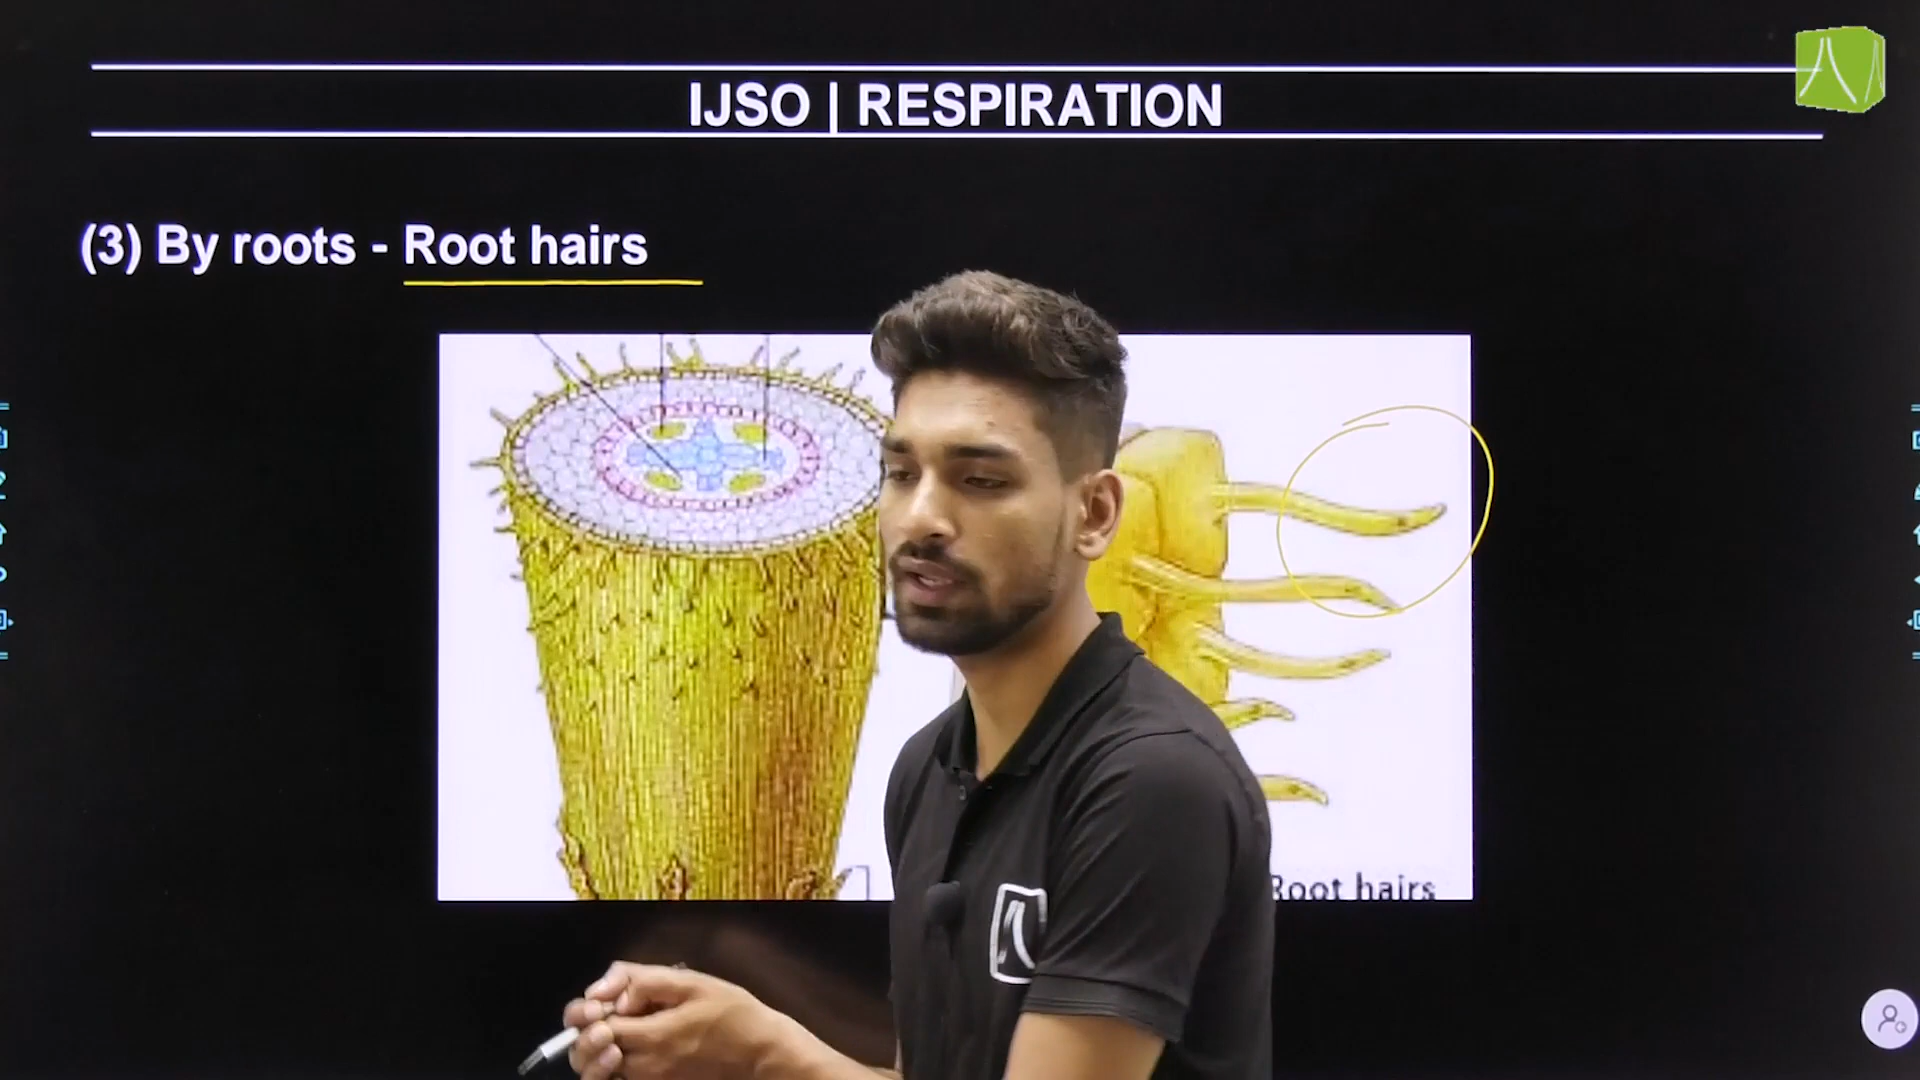 IJSO | RESPIRATION
(3) By roots - Root hairs
Root hairs